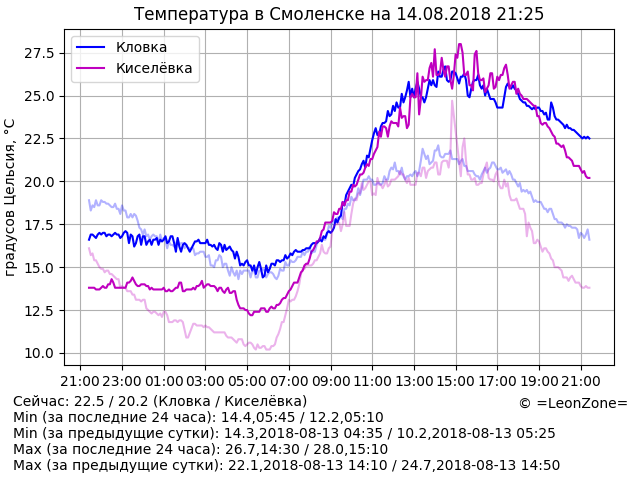 Температура в Смоленске на 14.08.2018 21:25
Кловка
Киселёвка
градусов Цельсия, °C
27.5
25.0
22.5
20.0
17.5
15.0
12.5
10.0
21:00 23:00 01:00 03:00 05:00 07:00 09:00 11:00 13:00 15:00 17:00 19:00 21:00
Сейчас: 22.5 / 20.2 (Кловка / Киселёвка)
© =LeonZone=
Min (за последние 24 часа): 14.4,05:45 / 12.2,05:10
Min (за предыдущие сутки): 14.3,2018-08-13 04:35 / 10.2,2018-08-13 05:25
Max (за последние 24 часа): 26.7,14:30 / 28.0,15:10
Max (за предыдущие сутки): 22.1,2018-08-13 14:10 / 24.7,2018-08-13 14:50